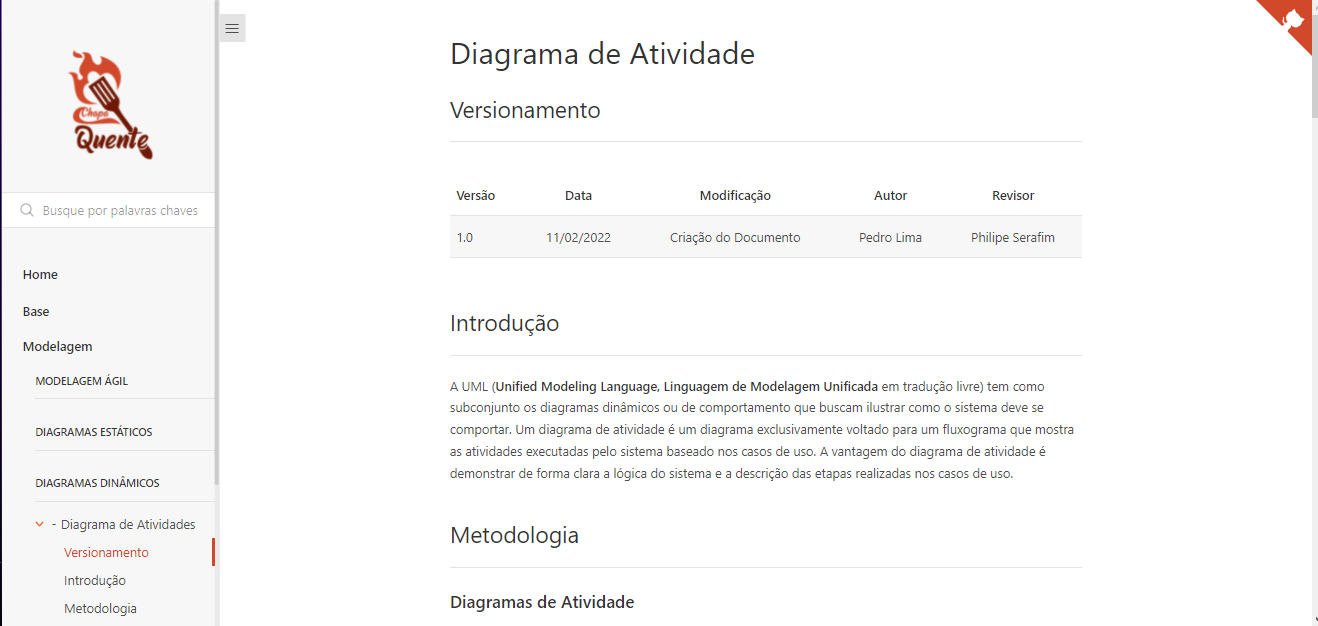 Chapa
Quente
Busque por palavras chaves
Home
Base
Modelagem
MODELAGEM ÁGIL
DIAGRAMAS ESTÁTICOS
DIAGRAMAS DINÂMICOS
- Diagrama de Atividades
Versionamento
Introdução
Metodologia
Diagrama de Atividade
Versionamento
Versão Data Modificação Autor Revisor
1.0 11/02/2022 Criação do Documento Pedro Lima Philipe Serafim
Introdução
A UML (Unified Modeling Language, Linguagem de Modelagem Unificada em tradução livre) tem como
subconjunto os diagramas dinâmicos ou de comportamento que buscam ilustrar como o sistema deve se
comportar. Um diagrama de atividade é um diagrama exclusivamente voltado para um fluxograma que mostra
as atividades executadas pelo sistema baseado nos casos de uso. A vantagem do diagrama de atividade é
demonstrar de forma clara a lógica do sistema e a descrição das etapas realizadas nos casos de uso.
Metodologia
Diagramas de Atividade